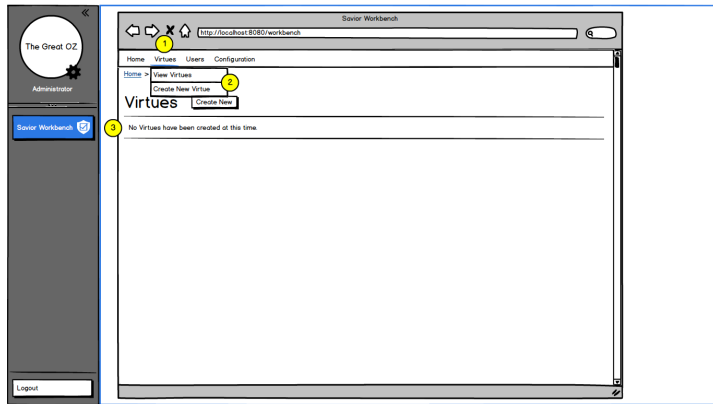 The Great OZ
Administrator
Savior Workbench
Logout
Savior Workbench
http://localhost:8080/workbench
1
Home Virtues Users Configuration
Home >
View Virtues
2
Create New Virtue
Virtues
Create New
3
No Virtues have been created at this time.